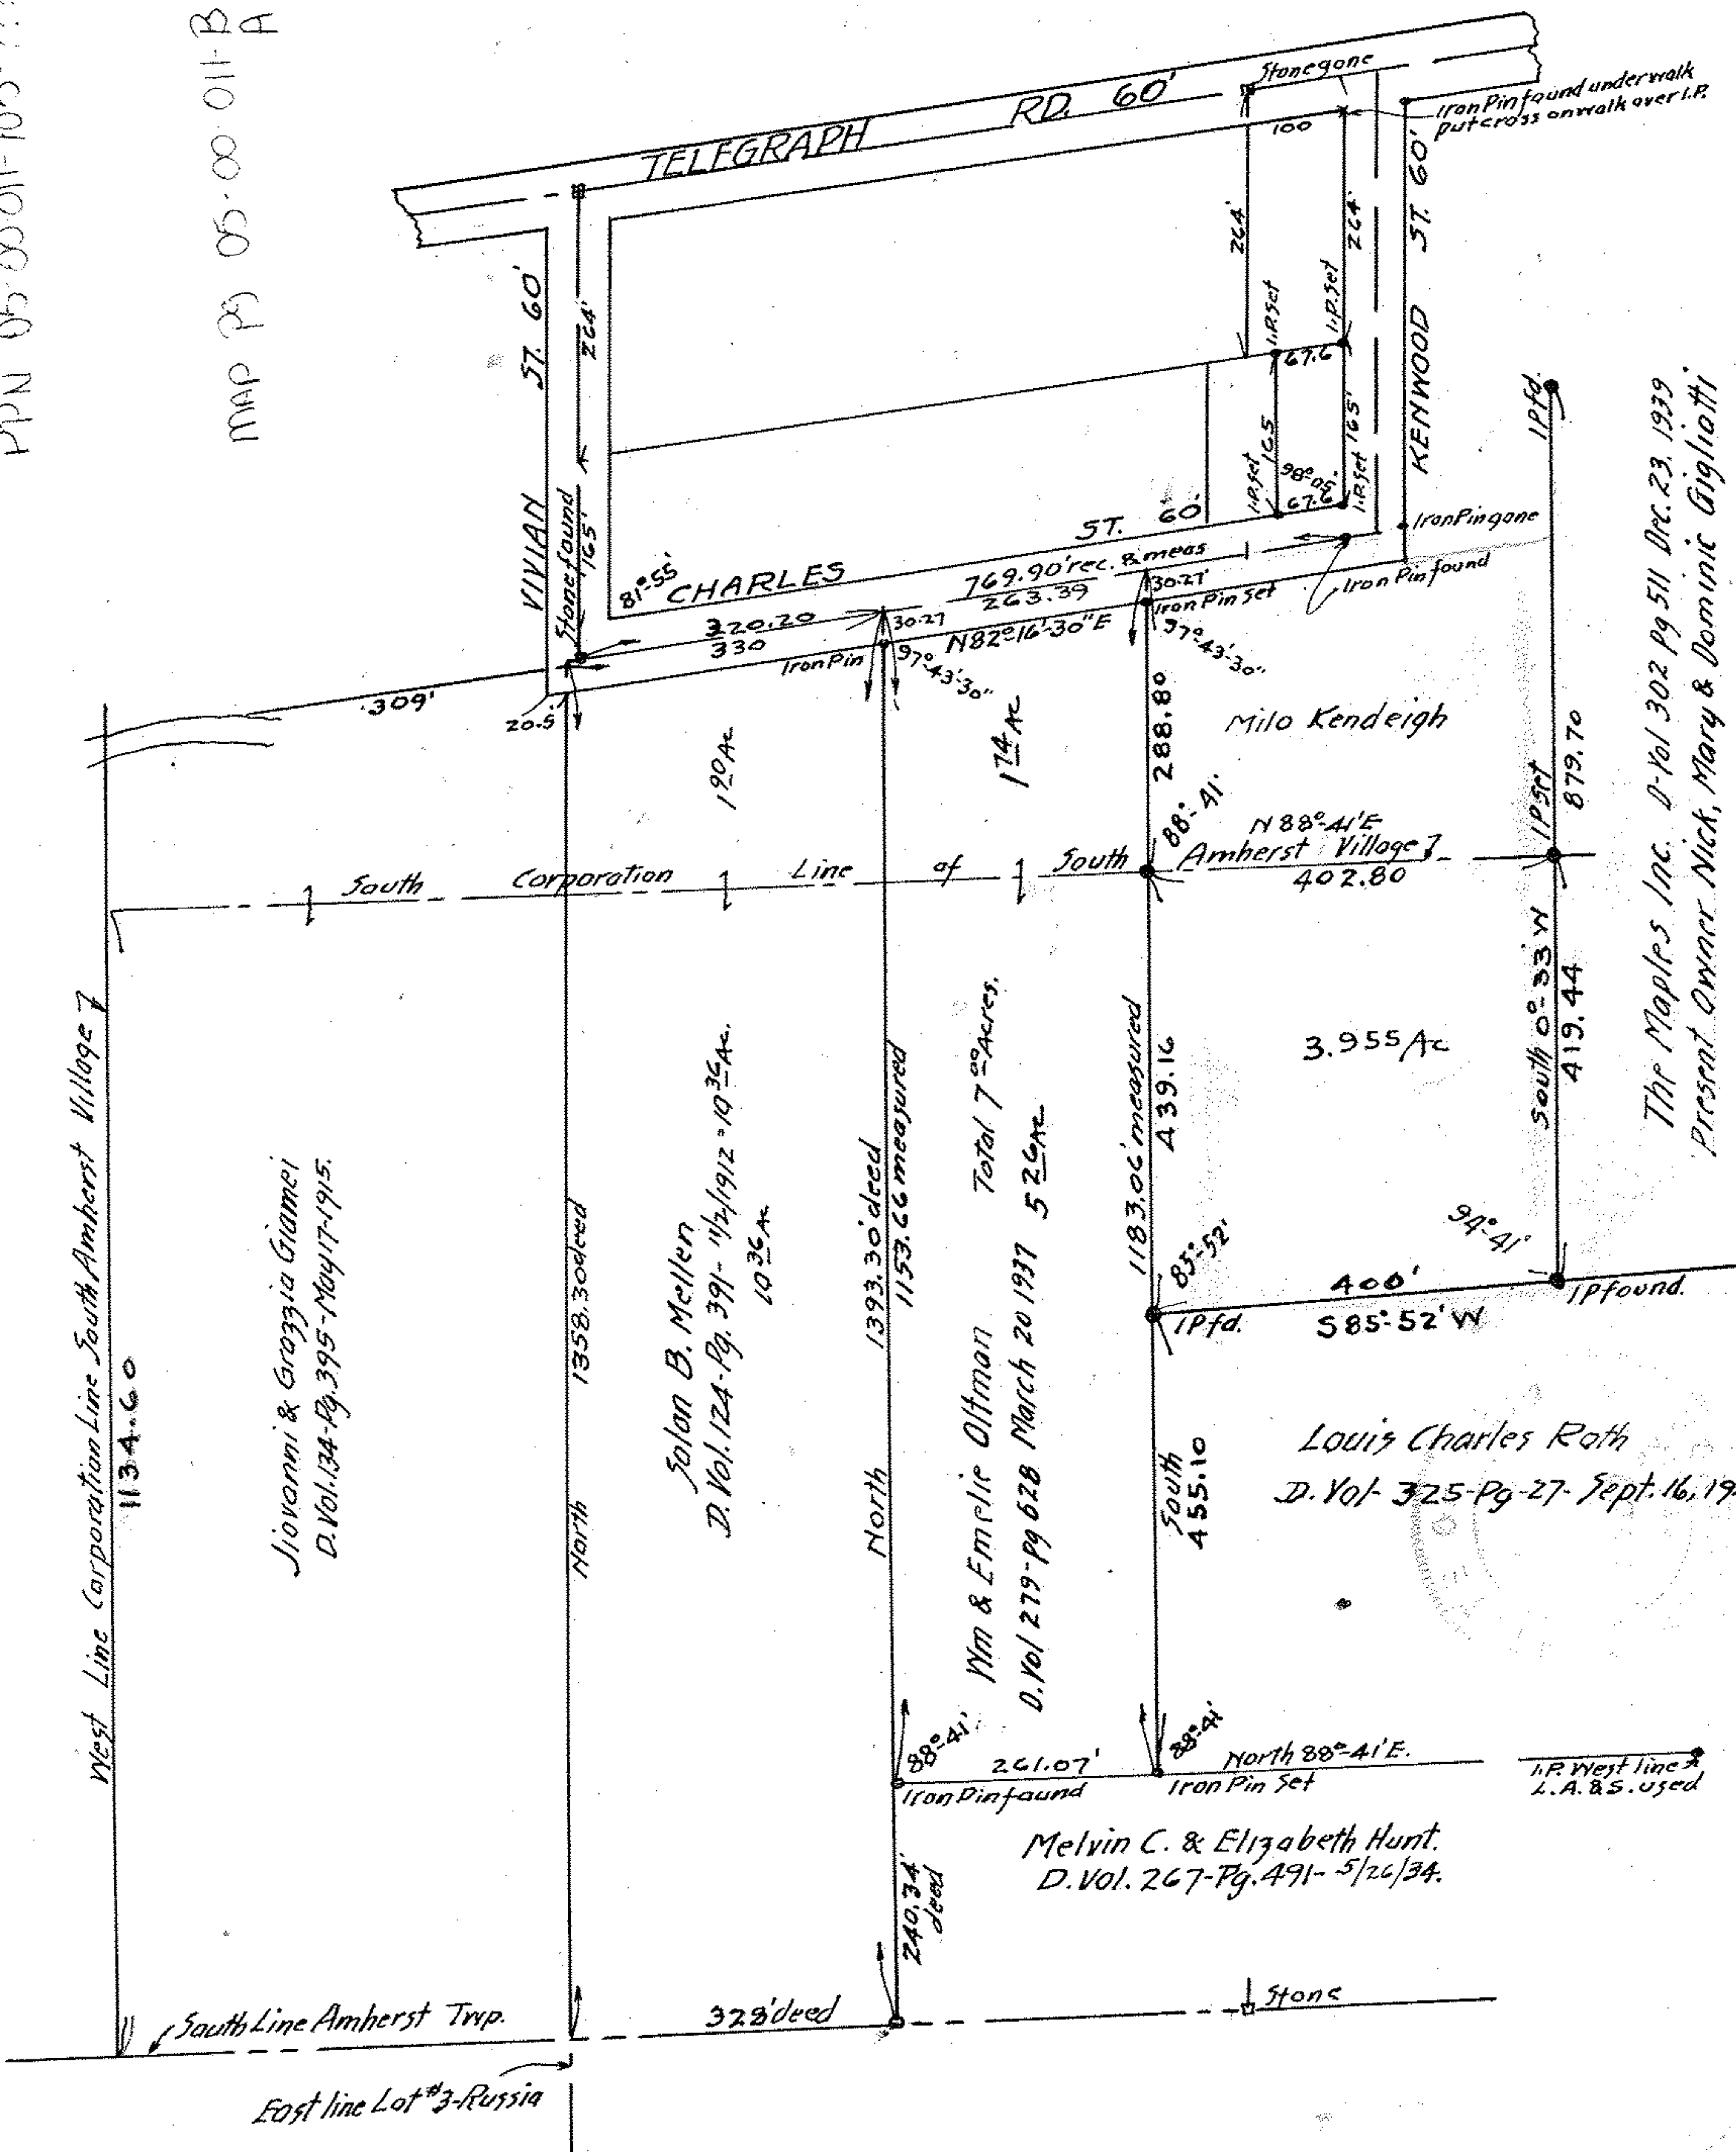 PPN 05-00-011-105-
MAP Pg 05-00-011-B
A
TELEGRAPH RD. 60'
Stone gone
Iron Pin found under walk
put cross on walk over I.P.
100
264'
264'
264'
VIVIAN ST. 60'
KENWOOD ST. 60'
I.P. set
I.P. set
67.6
165
165'
I.P. set
98°-05'
67.6
I.P. set
Stone found
165'
81°-55'
CHARLES ST. 60'
769.90' rec. & meas
263.39
320.20
330
30.27
30.27'
Iron Pin
N82°16'-30"E
Iron Pin Set
Iron Pin found
Iron Pin gone
97°-43'-30"
97°-43'-30"
309'
20.5'
1 90 Ac
1 74 Ac
288.80
Milo Kendeigh
IPfd.
IPset
879.70
88°-41'
N 88°-41'E
South Corporation Line of South Amherst Village
402.80
The Maples Inc. D-Vol 302 Pg 511 Dec. 23, 1939
Present Owner Nick, Mary & Dominic Gigliotti
West Line Corporation Line South Amherst Village
1134.60
Jiovonni & Grazzia Giamei
D. Vol. 134-Pg. 395-May 17-1915.
North 1358.30 deed
Solon B. Mellen
D. Vol. 124-Pg. 391- 11/2/1912 = 10 36 Ac.
10 36 Ac
North 1393.30' deed
1153.66 measured
Wm & Emelie Oltman Total 7 00 Acres.
D. Vol 279-Pg 628 March 20 1937 5 26 Ac
1183.06' measured
439.16
3.955 Ac
South 0°-33' W
419.44
85°-52'
94°-41'
400'
S 85°-52' W
IPfd.
IPfound.
South
455.10
Louis Charles Roth
D. Vol- 325-Pg-27- Sept. 16, 19
88°-41'
261.07'
88°-41'
North 88°-41'E.
Iron Pin found
Iron Pin Set
I.P. West line
L.A. & S. used
Melvin C. & Elizabeth Hunt.
D. Vol. 267-Pg. 491- 5/26/34.
240.34'
deed
South Line Amherst Twp.
328' deed
Stone
East line Lot #3-Russia